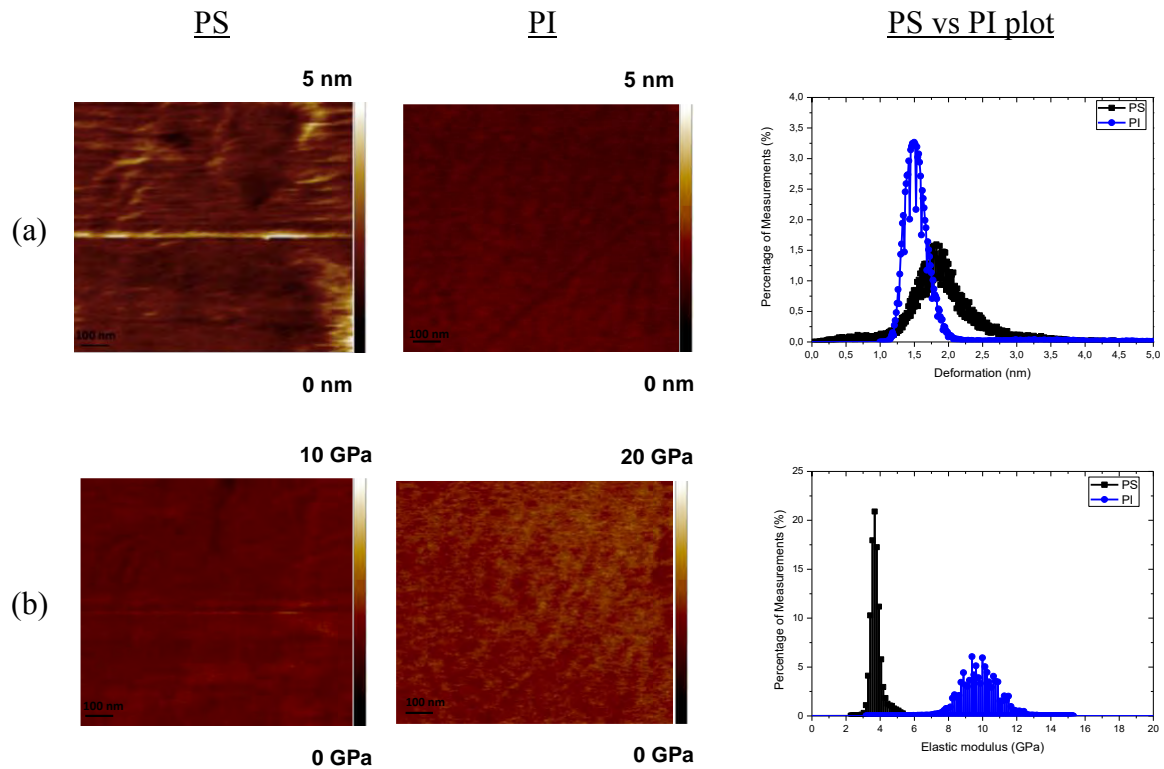 PS PI PS vs PI plot
(a)
5 nm
100 nm
0 nm
5 nm
100 nm
0 nm
4,0
3,5
3,0
2,5
2,0
1,5
1,0
0,5
0,0
Percentage of Measurements (%)
PS
PI
0,0 0,5 1,0 1,5 2,0 2,5 3,0 3,5 4,0 4,5 5,0
Deformation (nm)
(b)
10 GPa
100 nm
0 GPa
20 GPa
100 nm
0 GPa
25
20
15
10
5
0
Percentage of Measurements (%)
PS
PI
0 2 4 6 8 10 12 14 16 18 20
Elastic modulus (GPa)